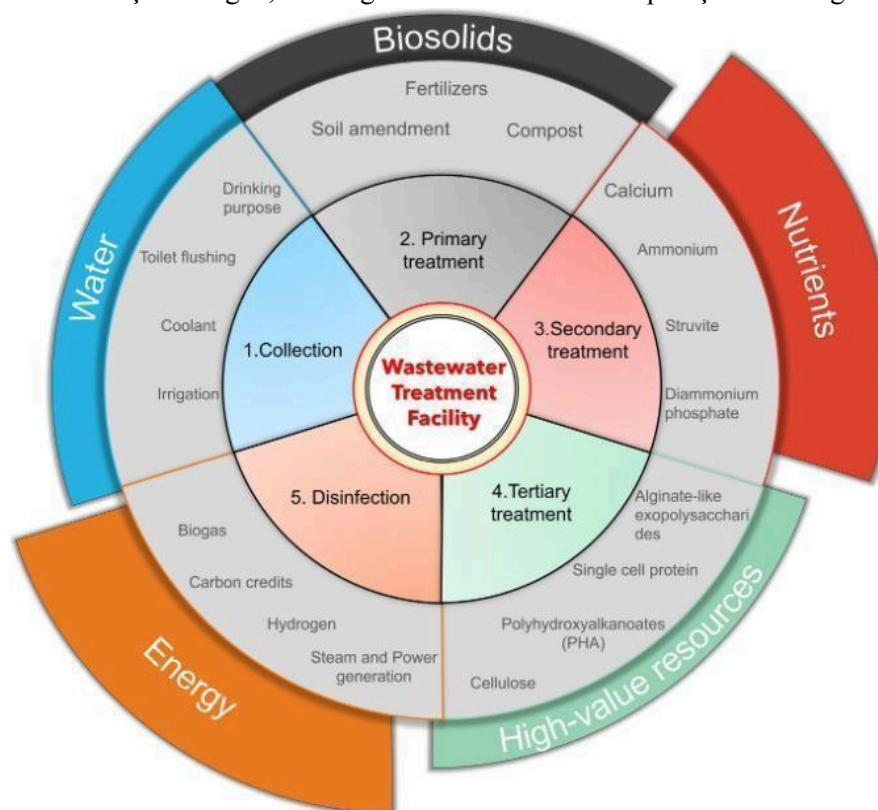 Biosolids
Fertilizers
Soil amendment
Compost
2. Primary
treatment
Water
Drinking
purpose
Toilet flushing
Coolant
Irrigation
1.Collection
Nutrients
Calcium
Ammonium
Struvite
Diammonium
phosphate
3.Secondary
treatment
Wastewater
Treatment
Facility
5. Disinfection
4.Tertiary
treatment
Energy
Biogas
Carbon credits
Hydrogen
Steam and Power
generation
High-value resources
Alginate-like
exopolysacchari
des
Single cell protein
Polyhydroxyalkanoates
(PHA)
Cellulose